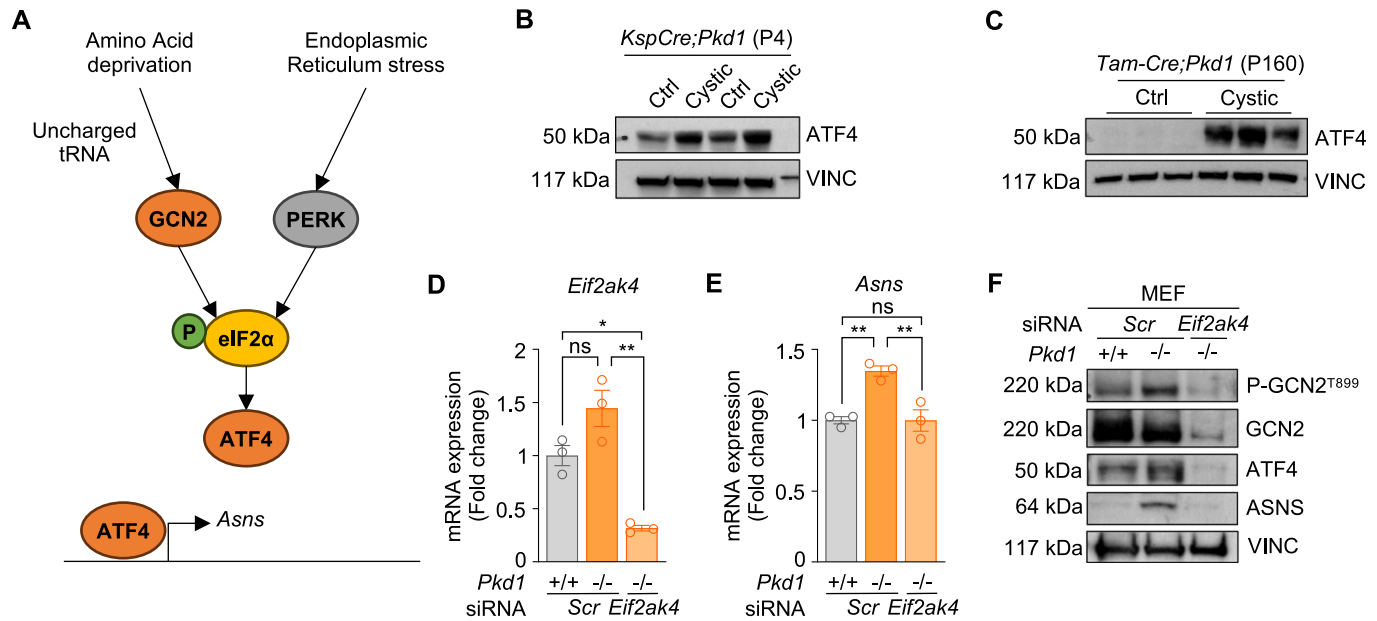 A
Amino Acid
deprivation
Endoplasmic
Reticulum stress
Uncharged
tRNA
GCN2
PERK
P
eIF2α
ATF4
ATF4
Asns
B
KspCre;Pkd1 (P4)
Ctrl
Cystic
Ctrl
Cystic
50 kDa
ATF4
117 kDa
VINC
C
Tam-Cre;Pkd1 (P160)
Ctrl
Cystic
50 kDa
ATF4
117 kDa
VINC
D
Eif2ak4
mRNA expression
(Fold change)
2
1.5
1
0.5
0
*
ns
**
Pkd1 +/+ -/- -/-
siRNA Scr Eif2ak4
E
Asns
mRNA expression
(Fold change)
1.5
1
0.5
0
ns
** **
Pkd1 +/+ -/- -/-
siRNA Scr Eif2ak4
F
MEF
siRNA Scr Eif2ak4
Pkd1 +/+ -/- -/-
220 kDa P-GCN2ᵀ⁸⁹⁹
220 kDa GCN2
50 kDa ATF4
64 kDa ASNS
117 kDa VINC